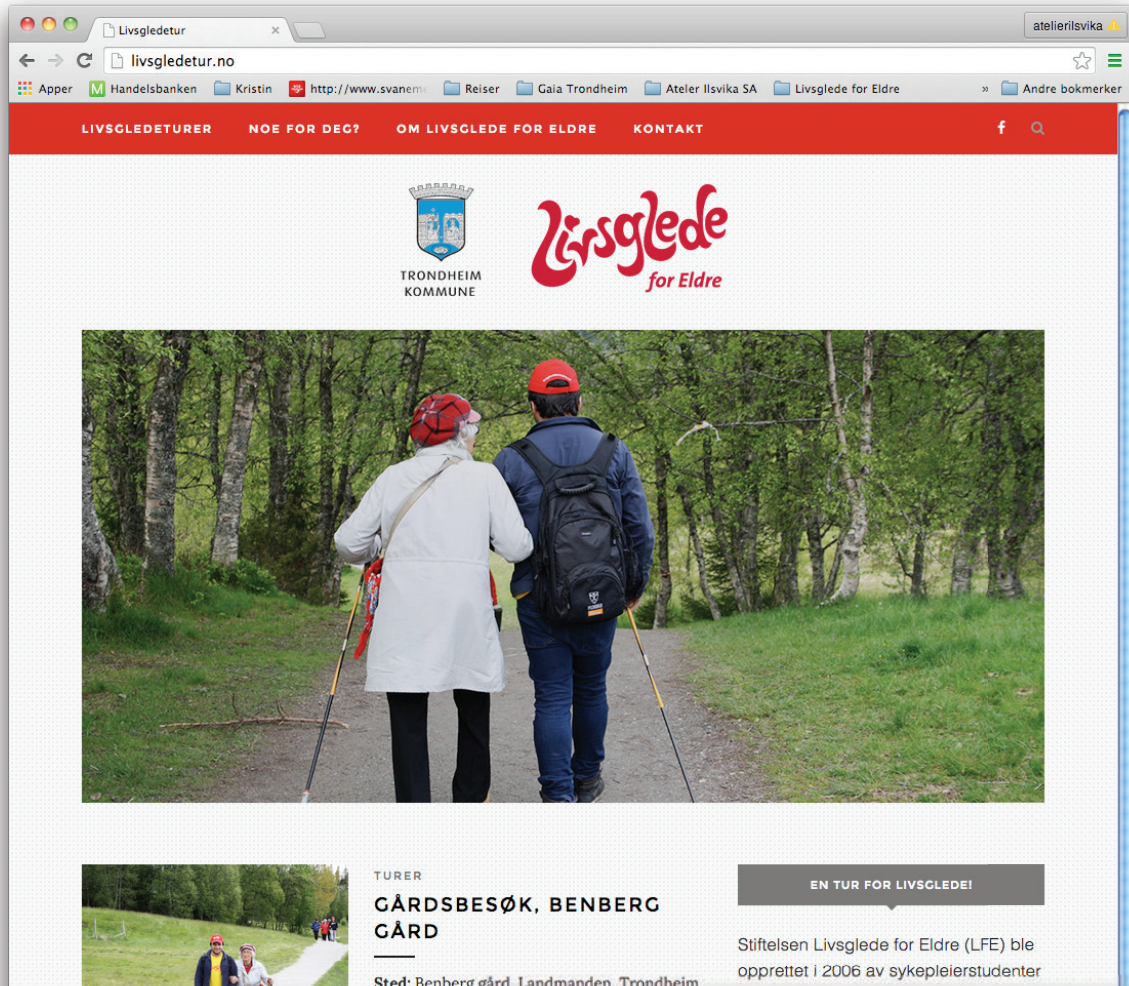 Livsgledetur
atelierilsvika
livsgledetur.no
Apper Handelsbanken Kristin http://www.svaneme Reiser Gaia Trondheim Ateler Ilsvika SA Livsglede for Eldre » Andre bokmerker
LIVSGLEDETURER NOE FOR DEG? OM LIVSGLEDE FOR ELDRE KONTAKT
TRONDHEIM
KOMMUNE
Livsglede
for Eldre
TURER
GÅRDSBESØK, BENBERG
GÅRD
Sted: Benberg gård, Landmanden, Trondheim
EN TUR FOR LIVSGLEDE!
Stiftelsen Livsglede for Eldre (LFE) ble
opprettet i 2006 av sykepleierstudenter